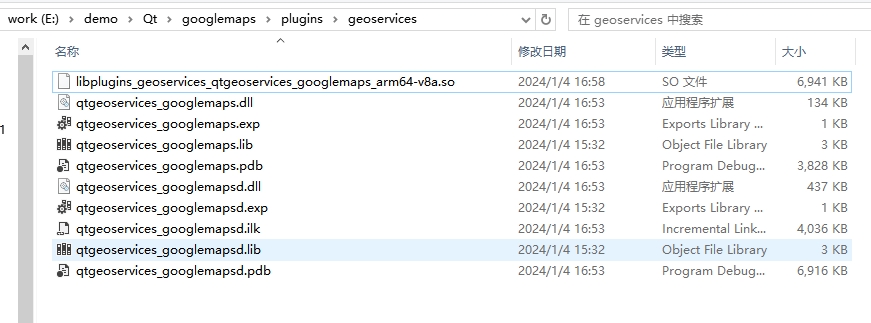 work (E:) > demo > Qt > googlemaps > plugins > geoservices
在 geoservices 中搜索
名称 修改日期 类型 大小
libplugins_geoservices_qtgeoservices_googlemaps_arm64-v8a.so 2024/1/4 16:58 SO 文件 6,941 KB
qtgeoservices_googlemaps.dll 2024/1/4 16:53 应用程序扩展 134 KB
qtgeoservices_googlemaps.exp 2024/1/4 16:53 Exports Library ... 1 KB
qtgeoservices_googlemaps.lib 2024/1/4 15:32 Object File Library 3 KB
qtgeoservices_googlemaps.pdb 2024/1/4 16:53 Program Debug... 3,828 KB
qtgeoservices_googlemapsd.dll 2024/1/4 16:53 应用程序扩展 437 KB
qtgeoservices_googlemapsd.exp 2024/1/4 15:32 Exports Library ... 1 KB
qtgeoservices_googlemapsd.ilk 2024/1/4 16:53 Incremental Link... 4,036 KB
qtgeoservices_googlemapsd.lib 2024/1/4 15:32 Object File Library 3 KB
qtgeoservices_googlemapsd.pdb 2024/1/4 16:53 Program Debug... 6,916 KB
1